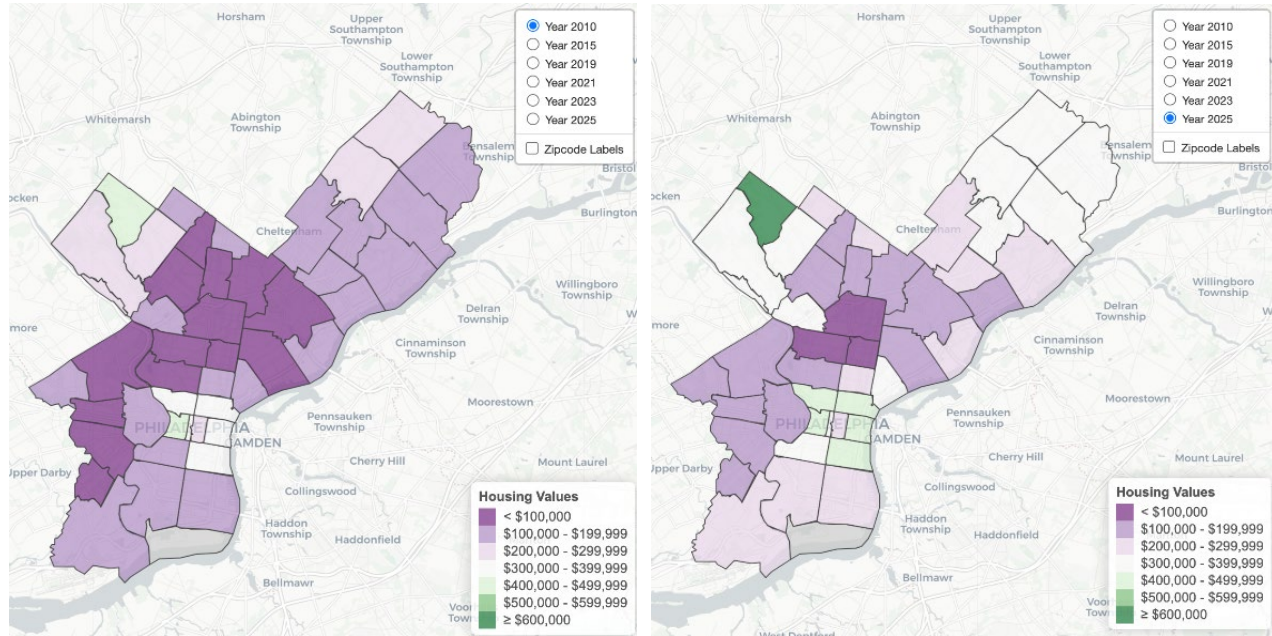 Horsham
Upper
Southampton
Township
Lower
Southampton
Township
Whitemarsh
Abington
Township
Bensalem
Township
Bristol
ocken
Burlington
Cheltenham
Willingboro
Township
Delran
Township
more
Cinnaminson
Township
Moorestown
Pennsauken
Township
PHILADELPHIA
CAMDEN
Cherry Hill
Mount Laurel
Upper Darby
Collingswood
Haddon
Township
Haddonfield
Bellmawr
Year 2010
Year 2015
Year 2019
Year 2021
Year 2023
Year 2025
Zipcode Labels
Housing Values
< $100,000
$100,000 - $199,999
$200,000 - $299,999
$300,000 - $399,999
$400,000 - $499,999
$500,000 - $599,999
≥ $600,000
Horsham
Upper
Southampton
Township
Lower
Southampton
Township
Whitemarsh
Abington
Township
Bensalem
Township
Bristol
ocken
Burlington
Cheltenham
Willingboro
Township
Delran
Township
more
Cinnaminson
Township
Moorestown
Pennsauken
Township
PHILADELPHIA
CAMDEN
Cherry Hill
Mount Laurel
Upper Darby
Collingswood
Haddon
Township
Haddonfield
Bellmawr
West Deptford
Year 2010
Year 2015
Year 2019
Year 2021
Year 2023
Year 2025
Zipcode Labels
Housing Values
< $100,000
$100,000 - $199,999
$200,000 - $299,999
$300,000 - $399,999
$400,000 - $499,999
$500,000 - $599,999
≥ $600,000